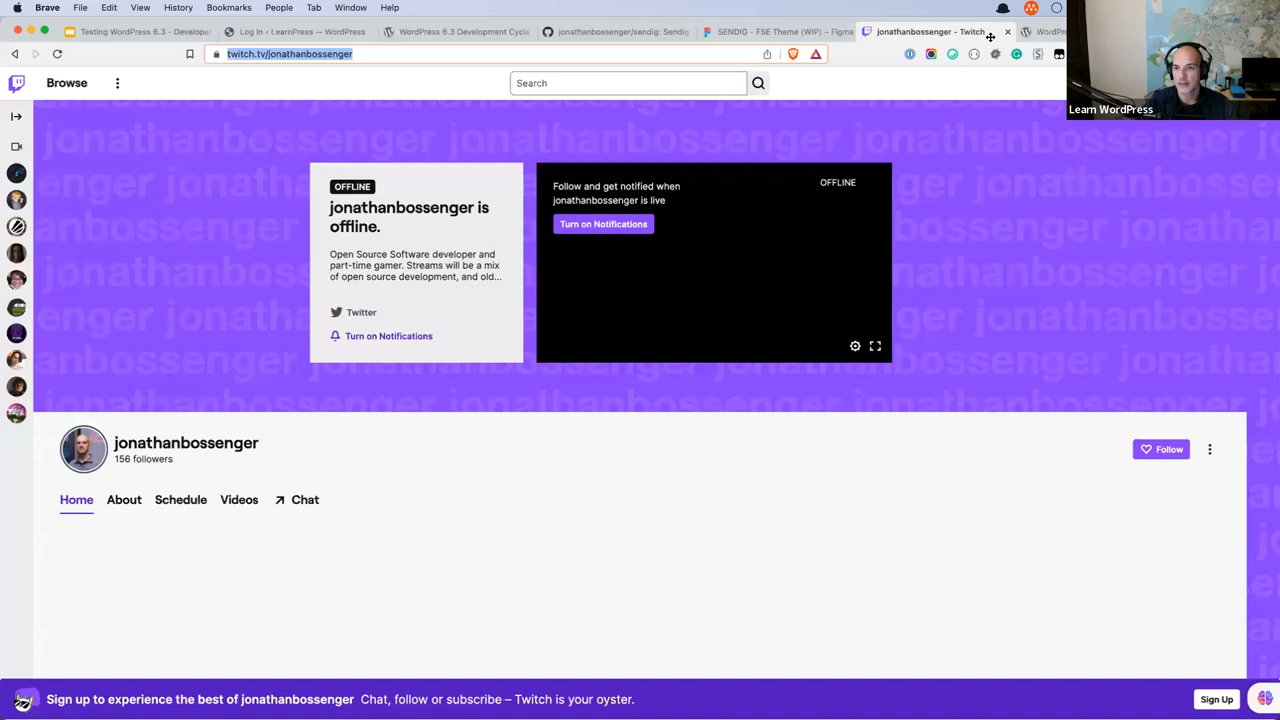 Brave File Edit View History Bookmarks People Tab Window Help
Testing WordPress 6.3 - Develope
Log In ‹ LearnPress — WordPress
WordPress 6.3 Development Cycle
jonathanbossenger/sendig: Sendig
SENDIG - FSE Theme (WIP) – Figma
jonathanbossenger - Twitch
WordPr
twitch.tv/jonathanbossenger
Browse
Search
Learn WordPress
jonathanbossenger jonathanbossenger jonathanbossenger jonathanbossenger
OFFLINE
jonathanbossenger is
offline.
Open Source Software developer and
part-time gamer. Streams will be a mix
of open source development, and old...
Twitter
Turn on Notifications
Follow and get notified when
jonathanbossenger is live
Turn on Notifications
OFFLINE
jonathanbossenger
156 followers
Follow
Home About Schedule Videos Chat
Sign up to experience the best of jonathanbossenger Chat, follow or subscribe – Twitch is your oyster.
Sign Up